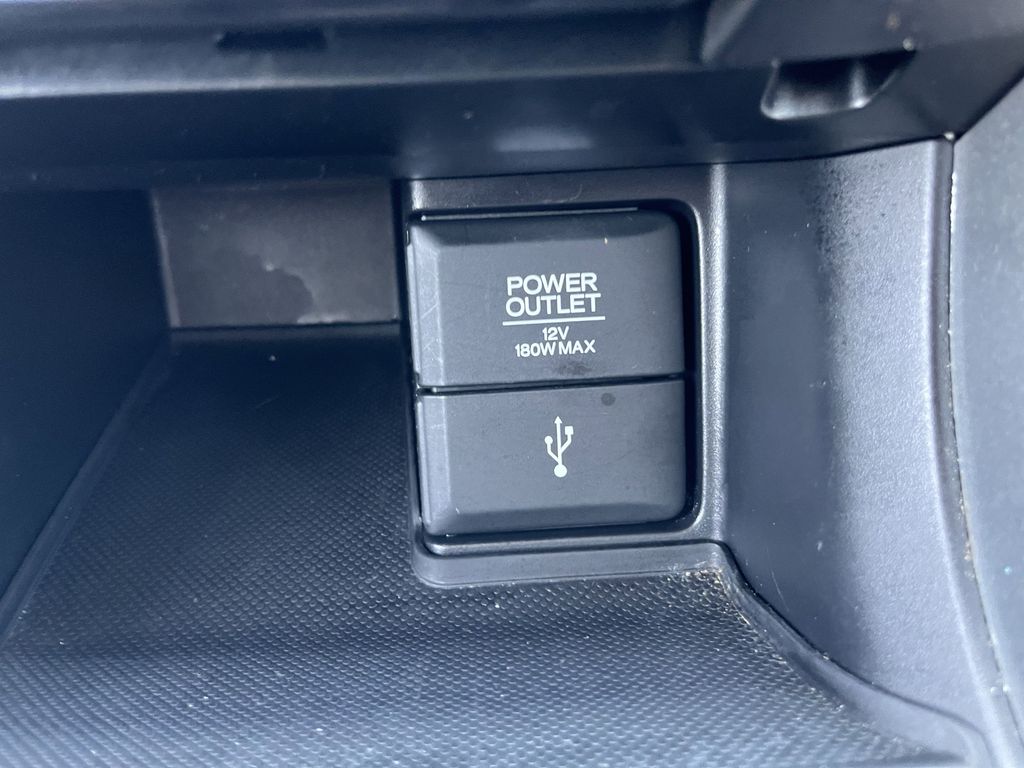 POWER
OUTLET
12V
180W MAX